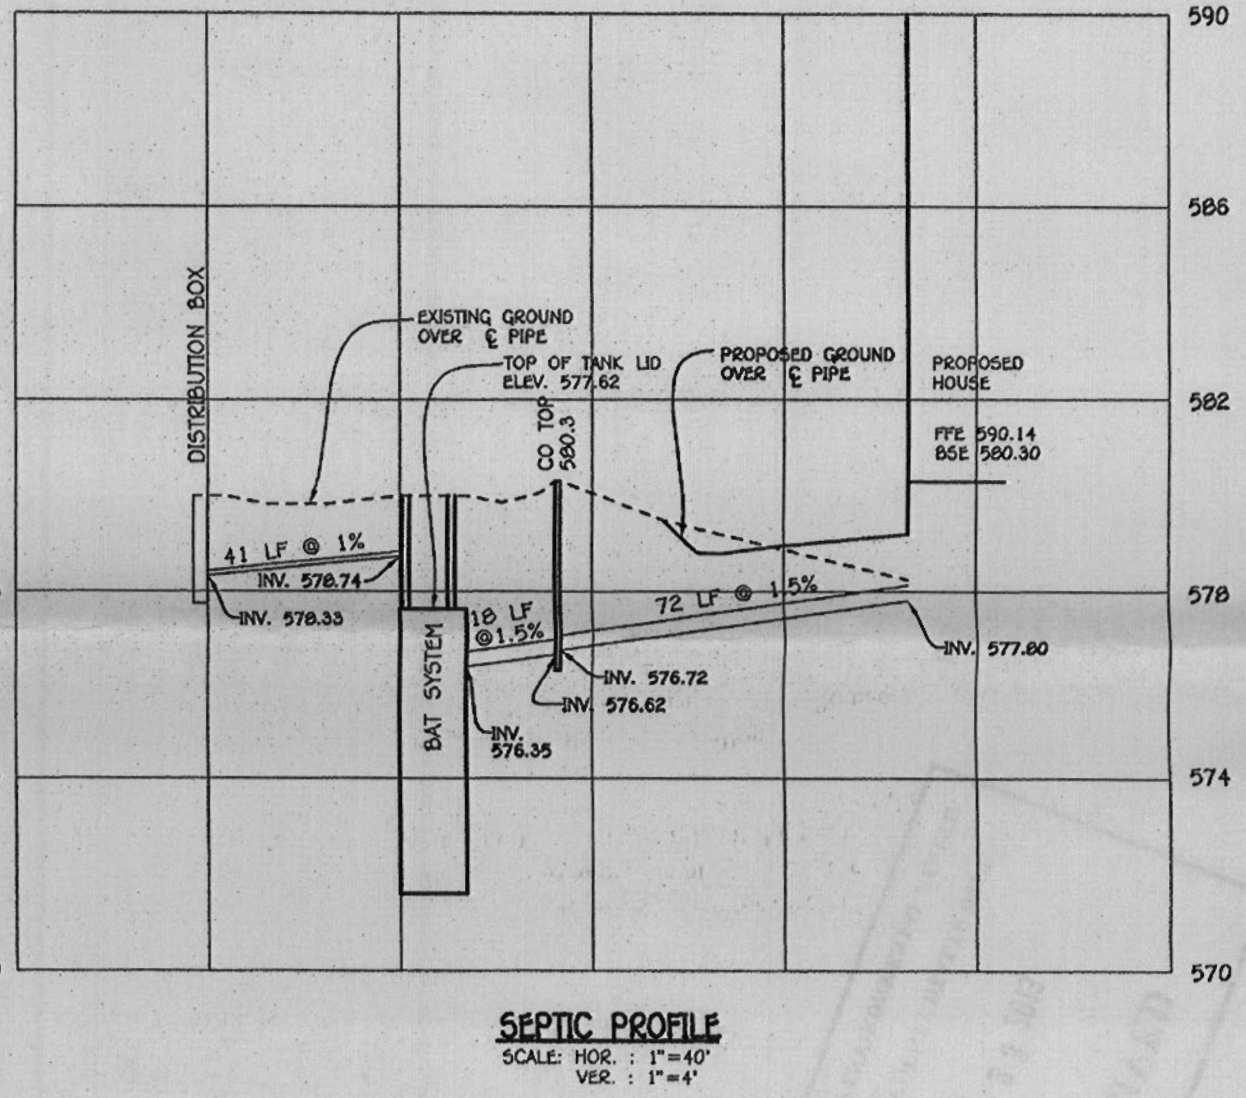 590
586
582
578
574
570
DISTRIBUTION BOX
EXISTING GROUND
OVER ℄ PIPE
TOP OF TANK LID
ELEV. 577.62
CO TOP
580.3
PROPOSED GROUND
OVER ℄ PIPE
PROPOSED
HOUSE
FFE 590.14
BSE 580.30
41 LF @ 1%
INV. 578.74
INV. 578.33
BAT SYSTEM
18 LF
@1.5%
72 LF @ 1.5%
INV. 577.80
INV. 576.72
INV. 576.62
INV.
576.35
SEPTIC PROFILE
SCALE: HOR. : 1"=40'
VER. : 1"=4'